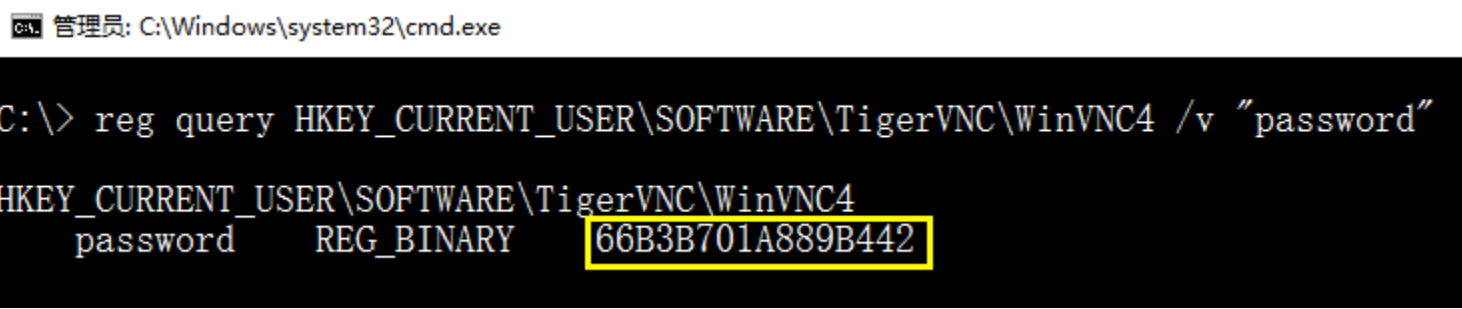 管理员: C:\Windows\system32\cmd.exe
C:\> reg query HKEY_CURRENT_USER\SOFTWARE\TigerVNC\WinVNC4 /v "password"
HKEY_CURRENT_USER\SOFTWARE\TigerVNC\WinVNC4
password REG_BINARY 66B3B701A889B442